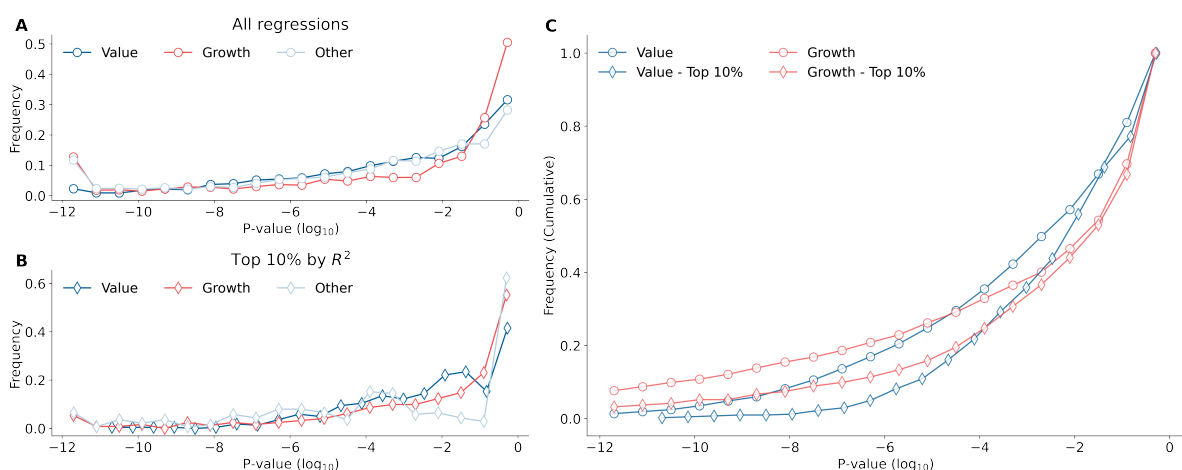 A
All regressions
Value Growth Other
Frequency
0.5
0.4
0.3
0.2
0.1
0.0
−12 −10 −8 −6 −4 −2 0
P-value (log10)
B
Top 10% by R²
Value Growth Other
Frequency
0.6
0.4
0.2
0.0
−12 −10 −8 −6 −4 −2 0
P-value (log10)
C
Value Growth
Value - Top 10% Growth - Top 10%
Frequency (Cumulative)
1.0
0.8
0.6
0.4
0.2
0.0
−12 −10 −8 −6 −4 −2 0
P-value (log10)